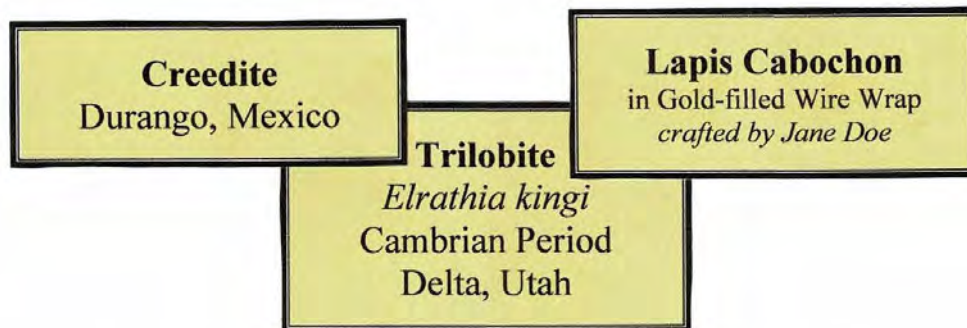 Creedite
Durango, Mexico
Lapis Cabochon
in Gold-filled Wire Wrap
crafted by Jane Doe
Trilobite
Elrathia kingi
Cambrian Period
Delta, Utah